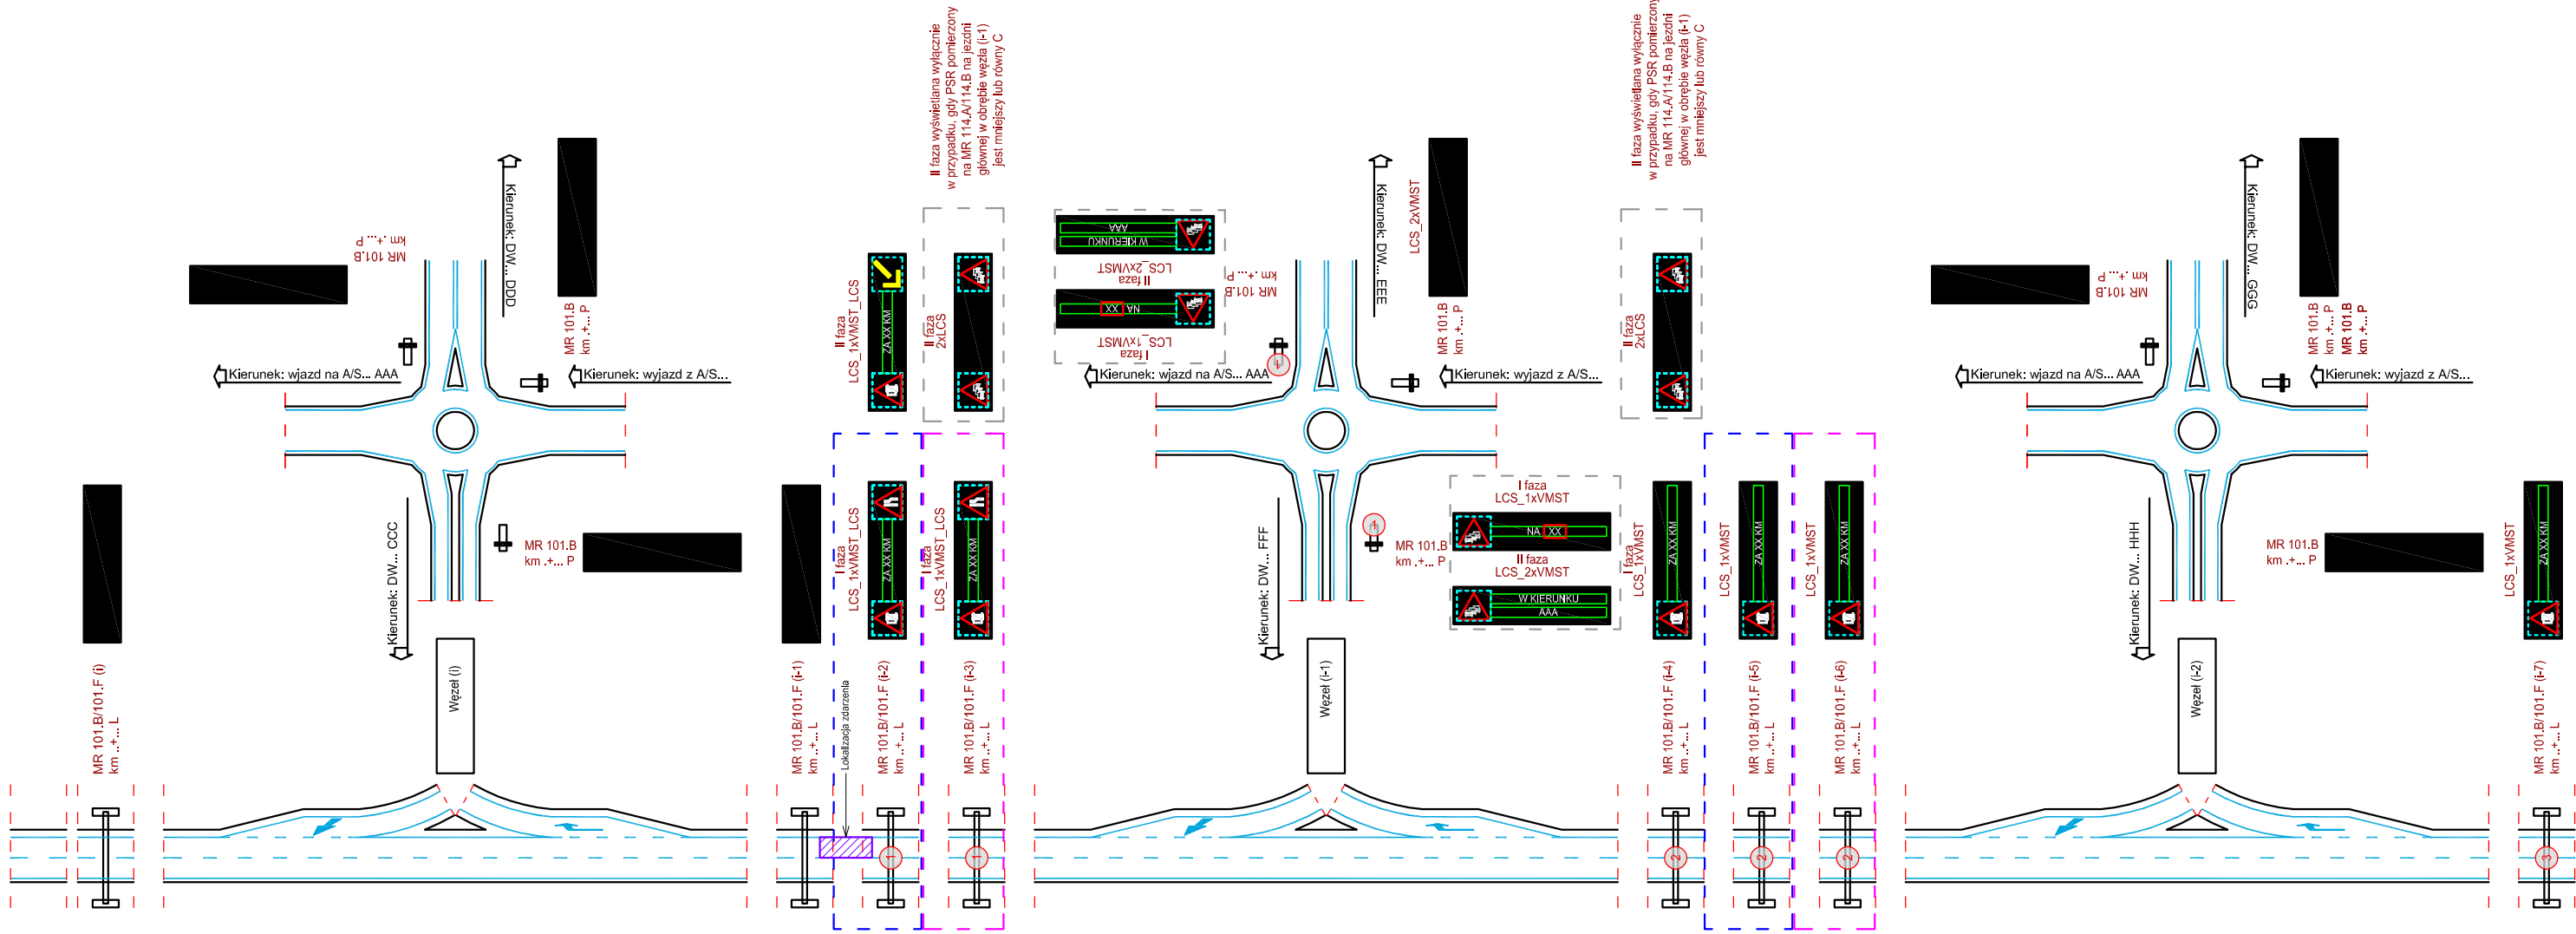 II faza wyświetlana wyłącznie
w przypadku, gdy PSR pomierzony
na MR 114.A/114.B na jezdni
głównej w obrębie węzła (i-1)
jest mniejszy lub równy C
II faza wyświetlana wyłącznie
w przypadku, gdy PSR pomierzony
na MR 114.A/114.B na jezdni
głównej w obrębie węzła (i-1)
jest mniejszy lub równy C
Kierunek: DW... DDD
MR 101.B
km .+... P
MR 101.B
km .+... P
Kierunek: wjazd na A/S... AAA
Kierunek: wyjazd z A/S...
Kierunek: DW... CCC
MR 101.B
km .+... P
Węzeł (i)
MR 101.B/101.F (i)
km ..+... L
II faza
LCS_1xVMST_LCS
ZA XX KM
II faza
2xLCS
I faza
LCS_1xVMST_LCS
ZA XX KM
I faza
LCS_1xVMST_LCS
ZA XX KM
MR 101.B/101.F (i-1)
km ..+... L
Lokalizacja zdarzenia
MR 101.B/101.F (i-2)
km ..+... L
MR 101.B/101.F (i-3)
km ..+... L
1
1
W KIERUNKU
AAA
LCS_2xVMST
II faza
NA XX
LCS_1xVMST
I faza
MR 101.B
km .+... P
1
Kierunek: DW... EEE
LCS_2xVMST
MR 101.B
km .+... P
Kierunek: wjazd na A/S... AAA
Kierunek: wyjazd z A/S...
Kierunek: DW... FFF
1
MR 101.B
km .+... P
I faza
LCS_1xVMST
NA XX
II faza
LCS_2xVMST
W KIERUNKU
AAA
Węzeł (i-1)
II faza
2xLCS
I faza
LCS_1xVMST
ZA XX KM
LCS_1xVMST
ZA XX KM
LCS_1xVMST
ZA XX KM
MR 101.B/101.F (i-4)
km ..+... L
MR 101.B/101.F (i-5)
km ..+... L
MR 101.B/101.F (i-6)
km ..+... L
2
2
2
Kierunek: DW... GGG
MR 101.B
km .+... P
MR 101.B
km .+... P
MR 101.B
km .+... P
Kierunek: wjazd na A/S... AAA
Kierunek: wyjazd z A/S...
Kierunek: DW... HHH
MR 101.B
km .+... P
Węzeł (i-2)
LCS_1xVMST
ZA XX KM
MR 101.B/101.F (i-7)
km ..+... L
3